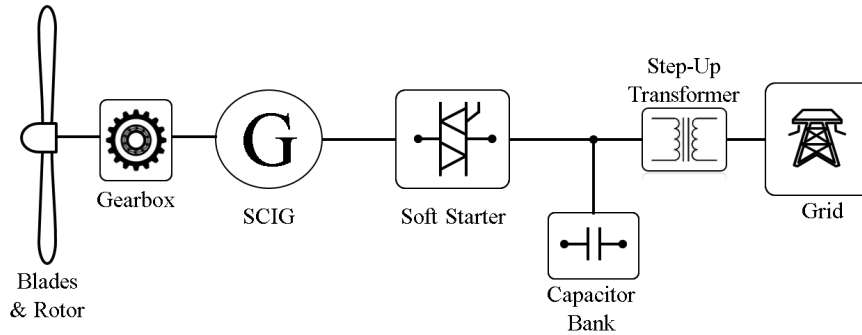 Step-Up
Transformer
G
Gearbox
SCIG
Soft Starter
Grid
Blades
& Rotor
Capacitor
Bank